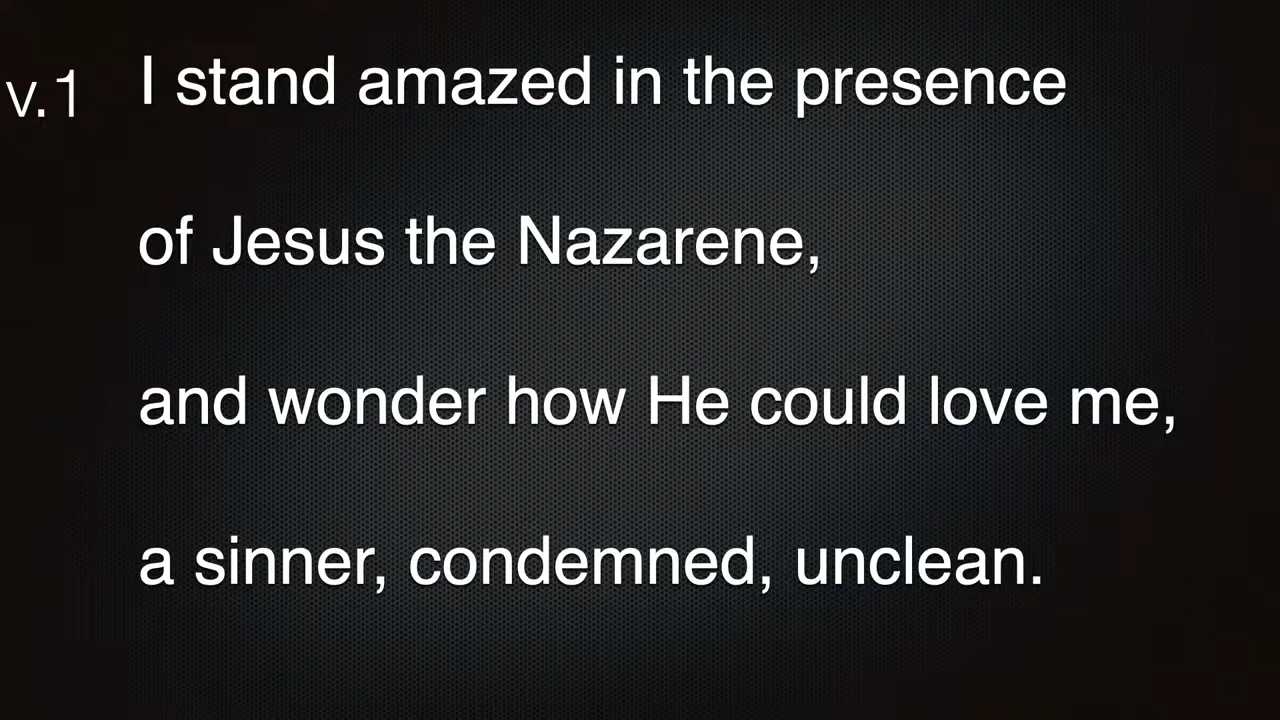 v.1 I stand amazed in the presence
of Jesus the Nazarene,
and wonder how He could love me,
a sinner, condemned, unclean.